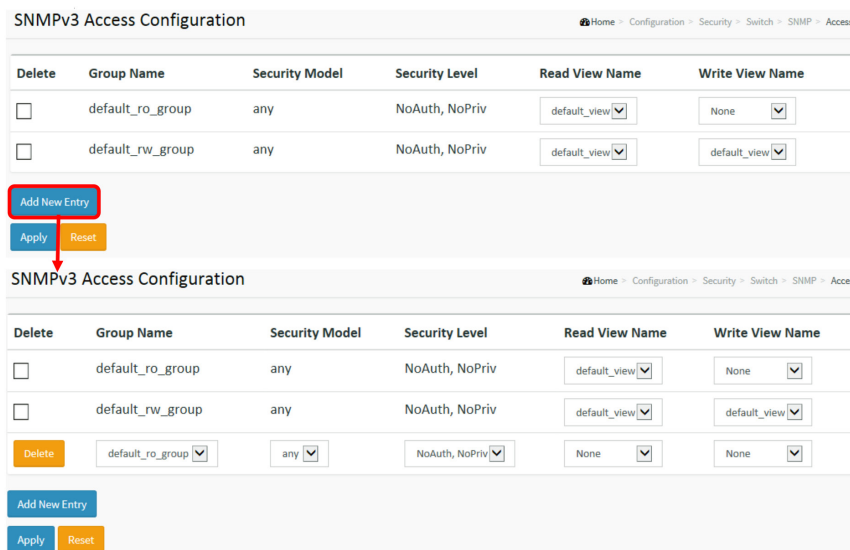 SNMPv3 Access Configuration
Home > Configuration > Security > Switch > SNMP > Access
Delete Group Name Security Model Security Level Read View Name Write View Name
default_ro_group any NoAuth, NoPriv default_view None
default_rw_group any NoAuth, NoPriv default_view default_view
Add New Entry
Apply Reset
SNMPv3 Access Configuration
Home > Configuration > Security > Switch > SNMP > Acce
Delete Group Name Security Model Security Level Read View Name Write View Name
default_ro_group any NoAuth, NoPriv default_view None
default_rw_group any NoAuth, NoPriv default_view default_view
Delete default_ro_group any NoAuth, NoPriv None None
Add New Entry
Apply Reset